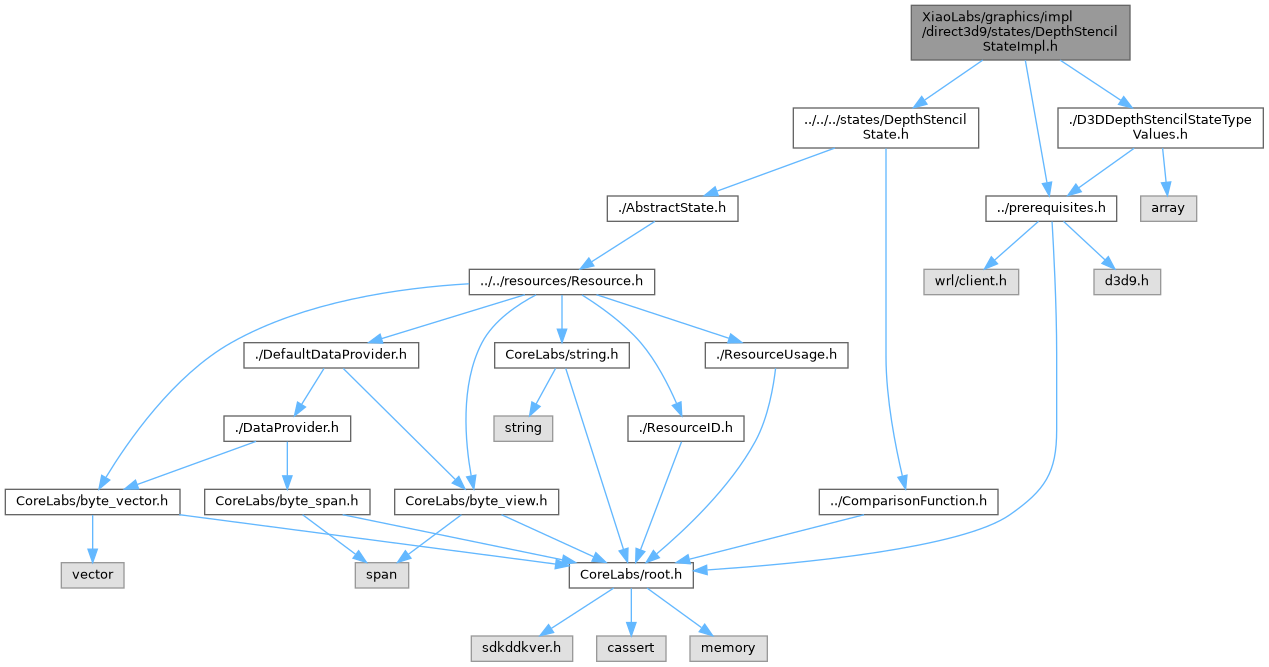 XiaoLabs/graphics/impl
/direct3d9/states/DepthStencil
StateImpl.h
../../../states/DepthStencil
State.h
./D3DDepthStencilStateType
Values.h
./AbstractState.h
../prerequisites.h
array
../../resources/Resource.h
wrl/client.h
d3d9.h
./DefaultDataProvider.h
CoreLabs/string.h
./ResourceUsage.h
./DataProvider.h
string
./ResourceID.h
CoreLabs/byte_vector.h
CoreLabs/byte_span.h
CoreLabs/byte_view.h
../ComparisonFunction.h
vector
span
CoreLabs/root.h
sdkddkver.h
cassert
memory